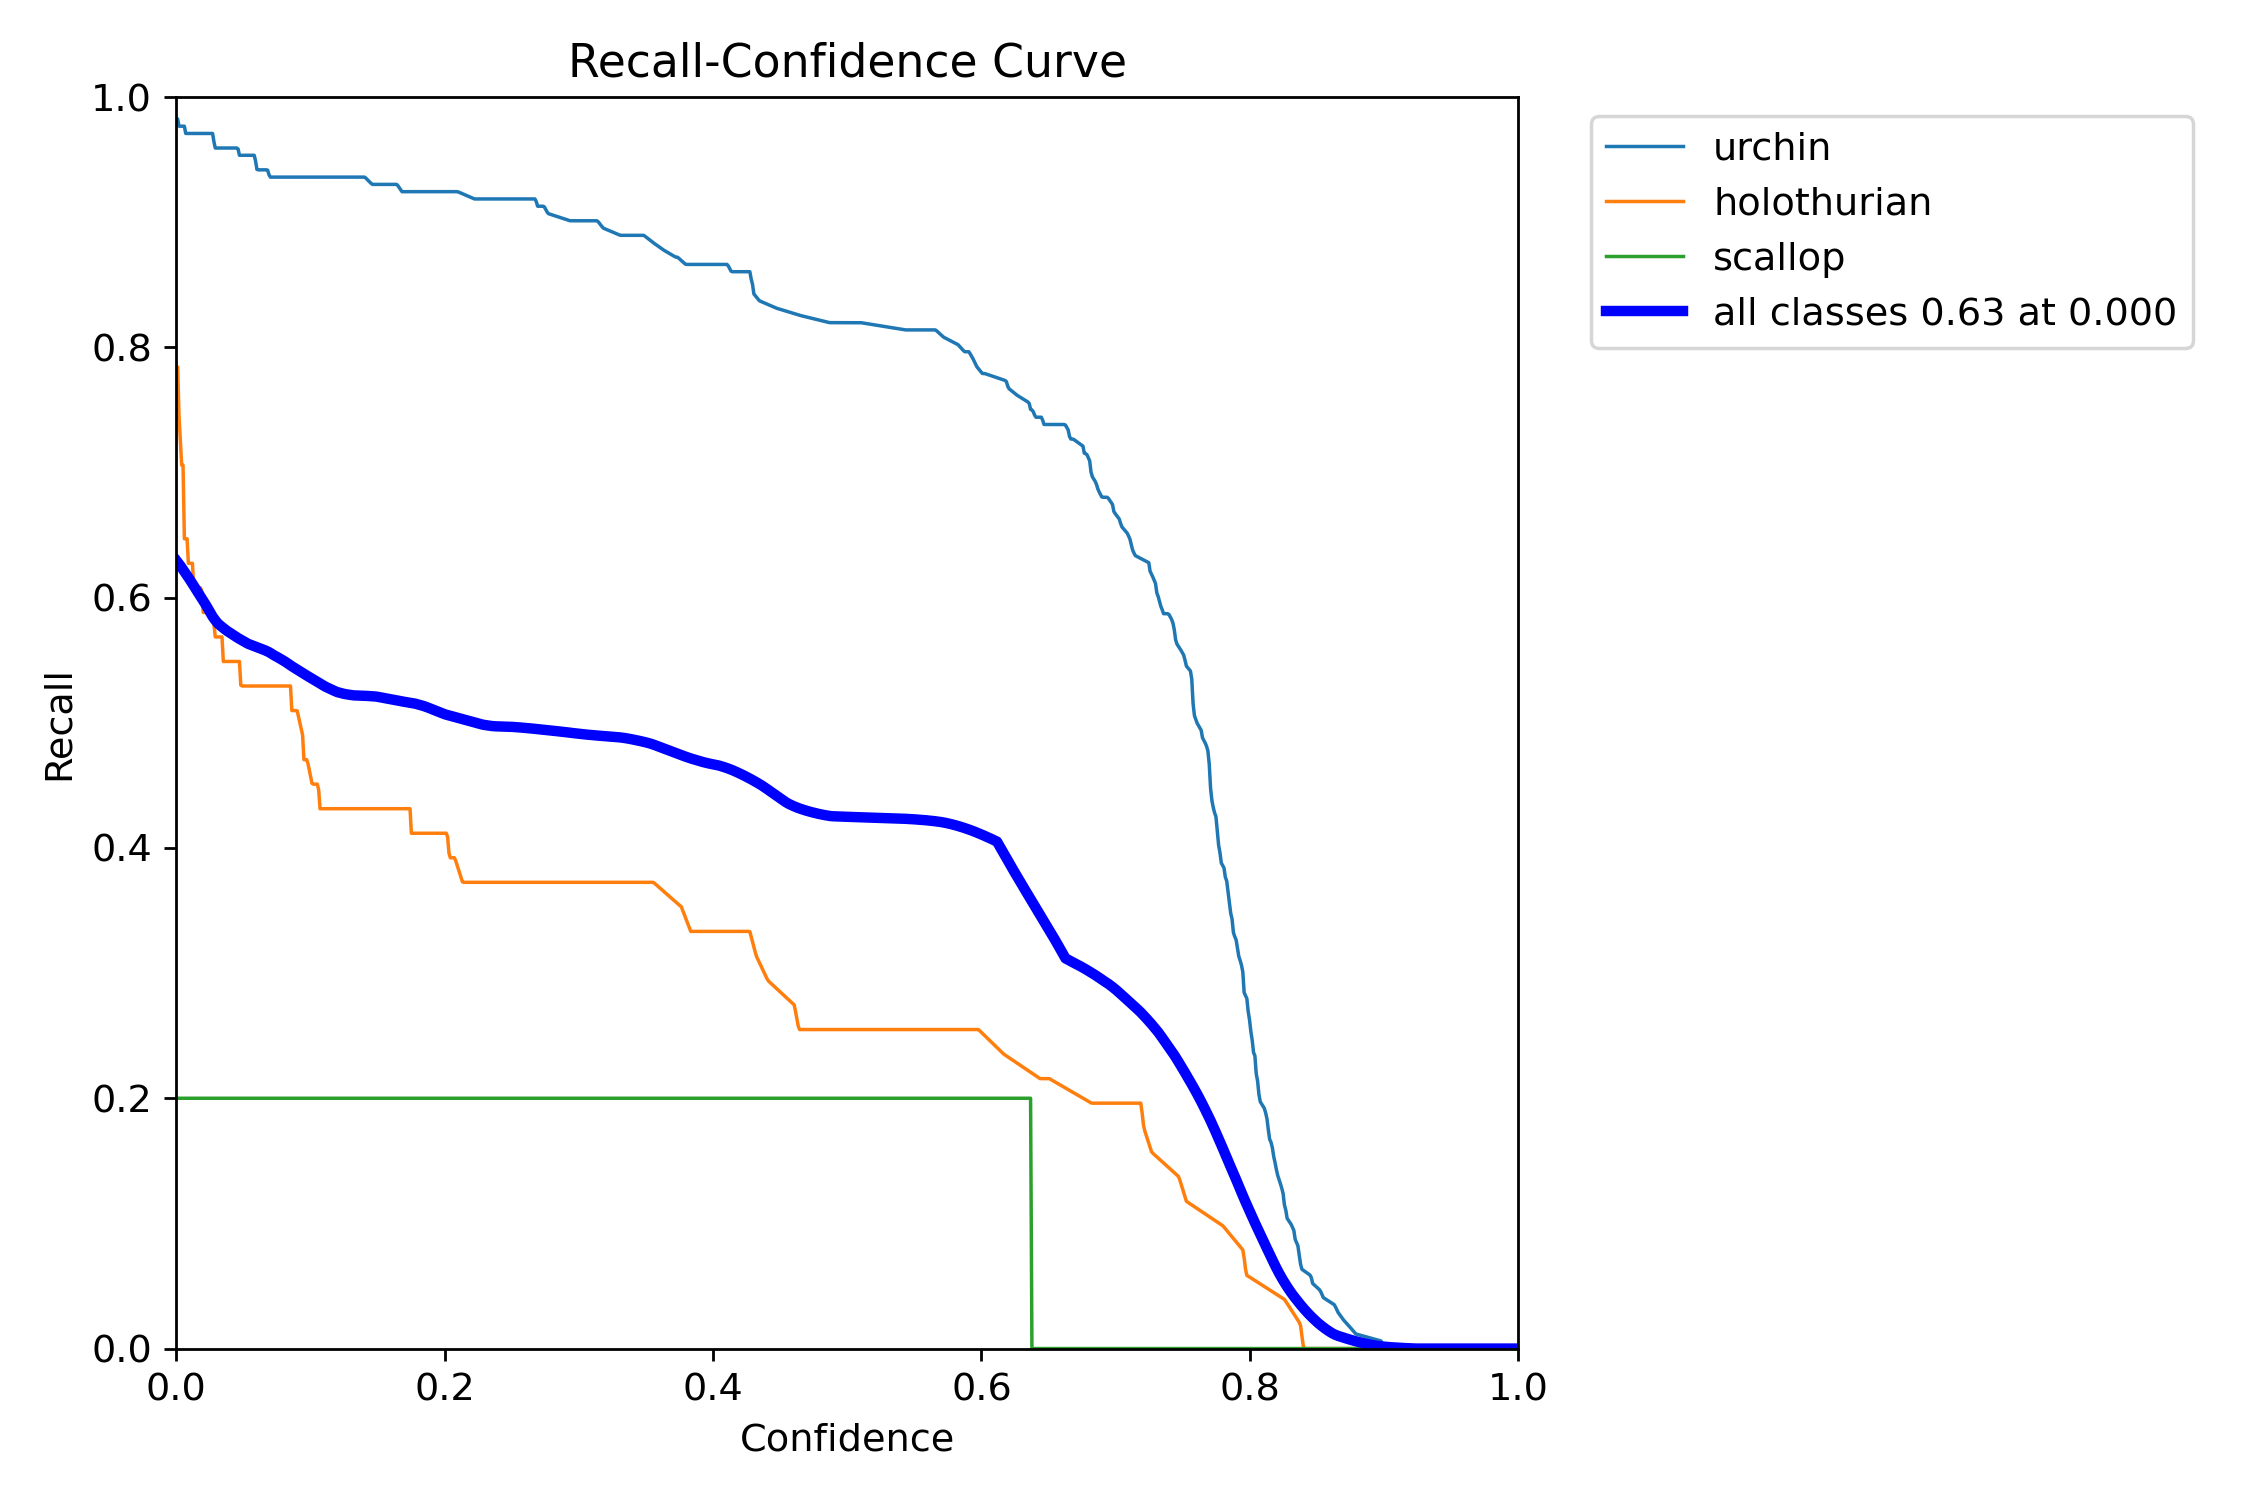 Recall-Confidence Curve
1.0
0.8
0.6
0.4
0.2
0.0
Recall
0.0 0.2 0.4 0.6 0.8 1.0
Confidence
urchin
holothurian
scallop
all classes 0.63 at 0.000